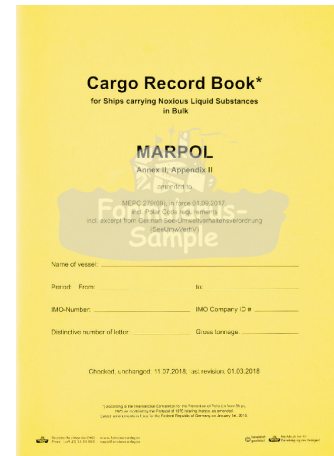 Cargo Record Book*
for Ships carrying Noxious Liquid Substances
in Bulk
MARPOL
Annex II, Appendix II
amended to
MEPC 270(69), in force 01.09.2017
incl. Polar Code requirements
incl. excerpt from German See-Umweltverhaltensverordnung
(SeeUmwVerhV)
Formblatt-
Sample
Name of vessel:
Period: From: to:
IMO-Number: IMO Company ID #
Distinctive number of letter: Gross tonnage:
Checked, unchanged: 11.07.2018, last revision: 01.03.2018